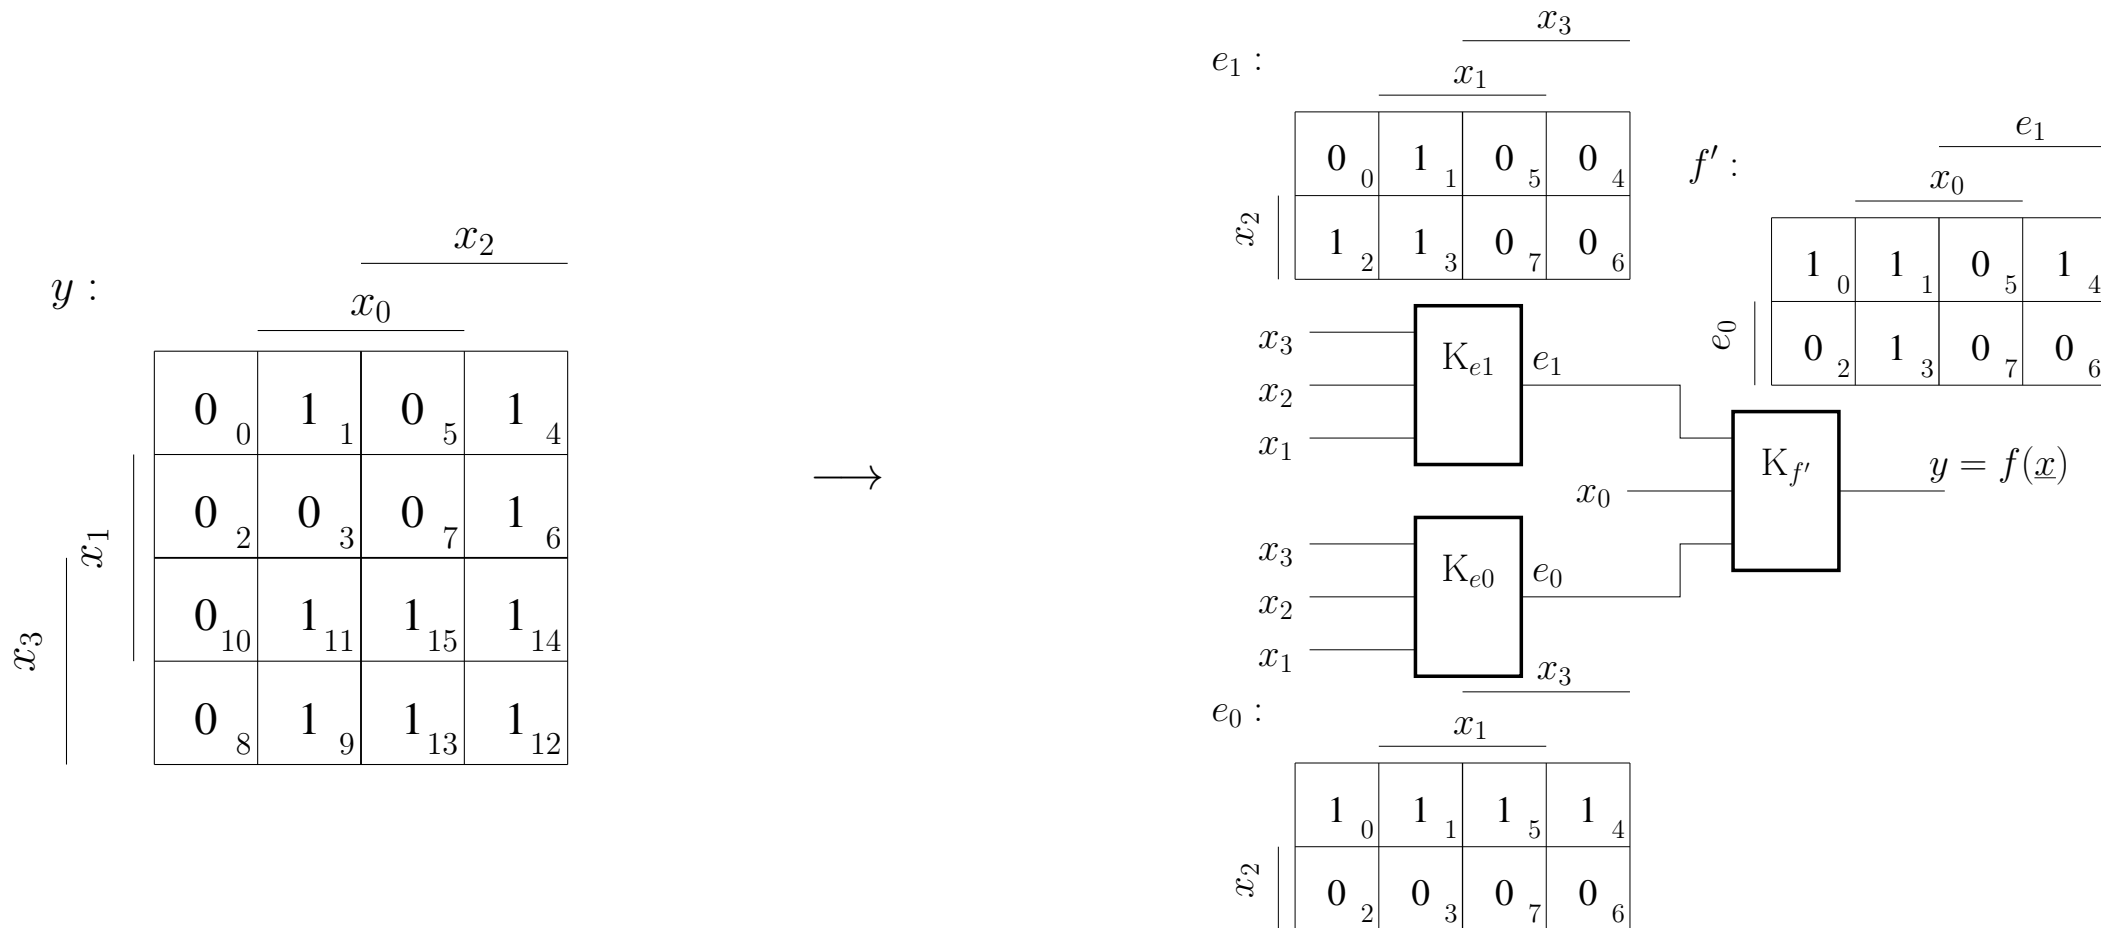 y :
x₂
x₀
0 0 1 1 0 5 1 4
x₁
0 2 0 3 0 7 1 6
x₃
0 10 1 11 1 15 1 14
0 8 1 9 1 13 1 12
⟶
e₁ :
x₃
x₁
0 0 1 1 0 5 0 4
x₂
1 2 1 3 0 7 0 6
x₃
x₂
x₁
K_{e1}
e₁
x₃
x₂
x₁
K_{e0}
e₀
e₀ :
x₃
x₁
1 0 1 1 1 5 1 4
x₂
0 2 0 3 0 7 0 6
f′ :
e₁
x₀
1 0 1 1 0 5 1 4
e₀
0 2 1 3 0 7 0 6
x₀
K_{f′}
y = f(x)